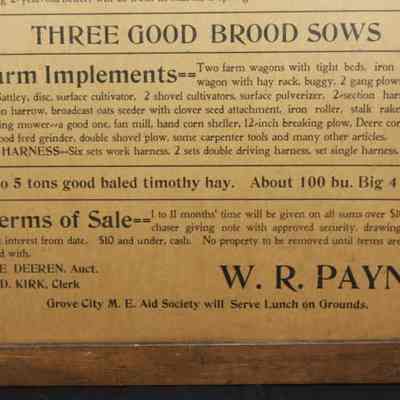 THREE GOOD BROOD SOWS
arm Implements== Two farm wagons with tight beds, iron
wagon with hay rack, buggy, 2 gang plow
Sattley, disc, surface cultivator, 2 shovel cultivators, surface pulverizer, 2-section har
n harrow, broadcast oats seeder with clover seed attachment, iron roller, stalk rake
ing mower--a good one, fan mill, hand corn sheller, 12-inch breaking plow, Deere cor
ood feed grinder, double shovel plow, some carpenter tools and many other articles.
HARNESS--Six sets work harness, 2 sets double driving harness, set single harness.
o 5 tons good baled timothy hay. About 100 bu. Big 4
erms of Sale== 1 to 11 months' time will be given on all sums over $1
chaser giving note with approved security, drawing
t interest from date. $10 and under, cash. No property to be removed until terms are
d with.
E DEEREN, Auct.
D. KIRK, Clerk
W. R. PAYN
Grove City M. E. Aid Society will Serve Lunch on Grounds.